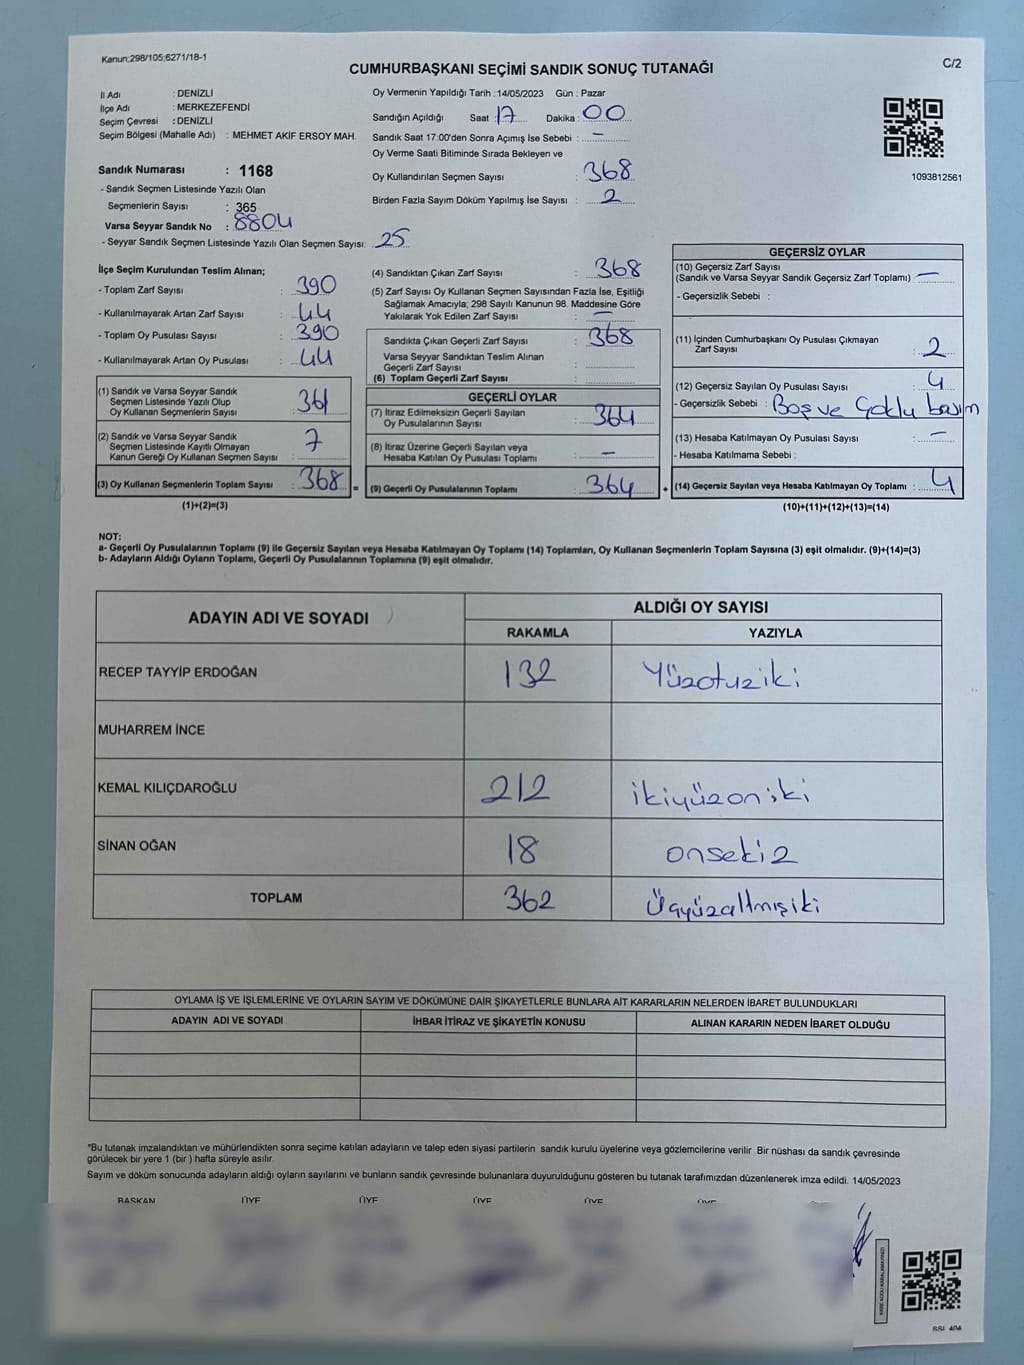 Kanun;298/105;6271/18-1
C/2
CUMHURBAŞKANI SEÇİMİ SANDIK SONUÇ TUTANAĞI
İl Adı : DENİZLİ
İlçe Adı : MERKEZEFENDİ
Seçim Çevresi : DENİZLİ
Seçim Bölgesi (Mahalle Adı) : MEHMET AKİF ERSOY MAH.
Sandık Numarası : 1168
- Sandık Seçmen Listesinde Yazılı Olan
Seçmenlerin Sayısı : 365
Varsa Seyyar Sandık No : 8804
- Seyyar Sandık Seçmen Listesinde Yazılı Olan Seçmen Sayısı: 25
Oy Vermenin Yapıldığı Tarih : 14/05/2023 Gün : Pazar
Sandığın Açıldığı Saat : 17 Dakika : 00
Sandık Saat 17:00'den Sonra Açımış İse Sebebi : —
Oy Verme Saati Bitiminde Sırada Bekleyen ve
Oy Kullandırılan Seçmen Sayısı : 368
Birden Fazla Sayım Döküm Yapılmış İse Sayısı : 2
1093812561
İlçe Seçim Kurulundan Teslim Alınan;
- Toplam Zarf Sayısı : 390
- Kullanılmayarak Artan Zarf Sayısı : 44
- Toplam Oy Pusulası Sayısı : 390
- Kullanılmayarak Artan Oy Pusulası : 44
(1) Sandık ve Varsa Seyyar Sandık
Seçmen Listesinde Yazılı Olup
Oy Kullanan Seçmenlerin Sayısı : 361
(2) Sandık ve Varsa Seyyar Sandık
Seçmen Listesinde Kayıtlı Olmayan
Kanun Gereği Oy Kullanan Seçmen Sayısı : 7
(3) Oy Kullanan Seçmenlerin Toplam Sayısı : 368
(1)+(2)=(3)
(4) Sandıktan Çıkan Zarf Sayısı : 368
(5) Zarf Sayısı Oy Kullanan Seçmen Sayısından Fazla İse, Eşitliği
Sağlamak Amacıyla; 298 Sayılı Kanunun 98. Maddesine Göre
Yakılarak Yok Edilen Zarf Sayısı : —
Sandıkta Çıkan Geçerli Zarf Sayısı : 368
Varsa Seyyar Sandıktan Teslim Alınan
Geçerli Zarf Sayısı :
(6) Toplam Geçerli Zarf Sayısı :
GEÇERLİ OYLAR
(7) İtiraz Edilmeksizin Geçerli Sayılan
Oy Pusulalarının Sayısı : 364
(8) İtiraz Üzerine Geçerli Sayılan veya
Hesaba Katılan Oy Pusulası Toplamı : —
= (9) Geçerli Oy Pusulalarının Toplamı : 364
GEÇERSİZ OYLAR
(10) Geçersiz Zarf Sayısı
(Sandık ve Varsa Seyyar Sandık Geçersiz Zarf Toplamı) : —
- Geçersizlik Sebebi :
(11) İçinden Cumhurbaşkanı Oy Pusulası Çıkmayan
Zarf Sayısı : 2
(12) Geçersiz Sayılan Oy Pusulası Sayısı : 4
- Geçersizlik Sebebi : Boş ve Çoklu basım
(13) Hesaba Katılmayan Oy Pusulası Sayısı : —
- Hesaba Katılmama Sebebi :
+ (14) Geçersiz Sayılan veya Hesaba Katılmayan Oy Toplamı : 4
(10)+(11)+(12)+(13)=(14)
NOT:
a- Geçerli Oy Pusulalarının Toplamı (9) ile Geçersiz Sayılan veya Hesaba Katılmayan Oy Toplamı (14) Toplamları, Oy Kullanan Seçmenlerin Toplam Sayısına (3) eşit olmalıdır. (9)+(14)=(3)
b- Adayların Aldığı Oyların Toplamı, Geçerli Oy Pusulalarının Toplamına (9) eşit olmalıdır.
ADAYIN ADI VE SOYADI
ALDIĞI OY SAYISI
RAKAMLA YAZIYLA
RECEP TAYYİP ERDOĞAN 132 Yüzotuziki
MUHARREM İNCE
KEMAL KILIÇDAROĞLU 212 ikiyüzoniki
SİNAN OĞAN 18 onsekiz
TOPLAM 362 Üçyüzaltmışiki
OYLAMA İŞ VE İŞLEMLERİNE VE OYLARIN SAYIM VE DÖKÜMÜNE DAİR ŞİKAYETLERLE BUNLARA AİT KARARLARIN NELERDEN İBARET BULUNDUKLARI
ADAYIN ADI VE SOYADI İHBAR İTİRAZ VE ŞİKAYETİN KONUSU ALINAN KARARIN NEDEN İBARET OLDUĞU
*Bu tutanak imzalandıktan ve mühürlendikten sonra seçime katılan adayların ve talep eden siyasi partilerin sandık kurulu üyelerine veya gözlemcilerine verilir .Bir nüshası da sandık çevresinde
görülecek bir yere 1 (bir ) hafta süreyle asılır.
Sayım ve döküm sonucunda adayların aldığı oyların sayılarını ve bunların sandık çevresinde bulunanlara duyurulduğunu gösteren bu tutanak tarafımızdan düzenlenerek imza edildi. 14/05/2023
BAŞKAN ÜYE ÜYE ÜYE ÜYE ÜYE